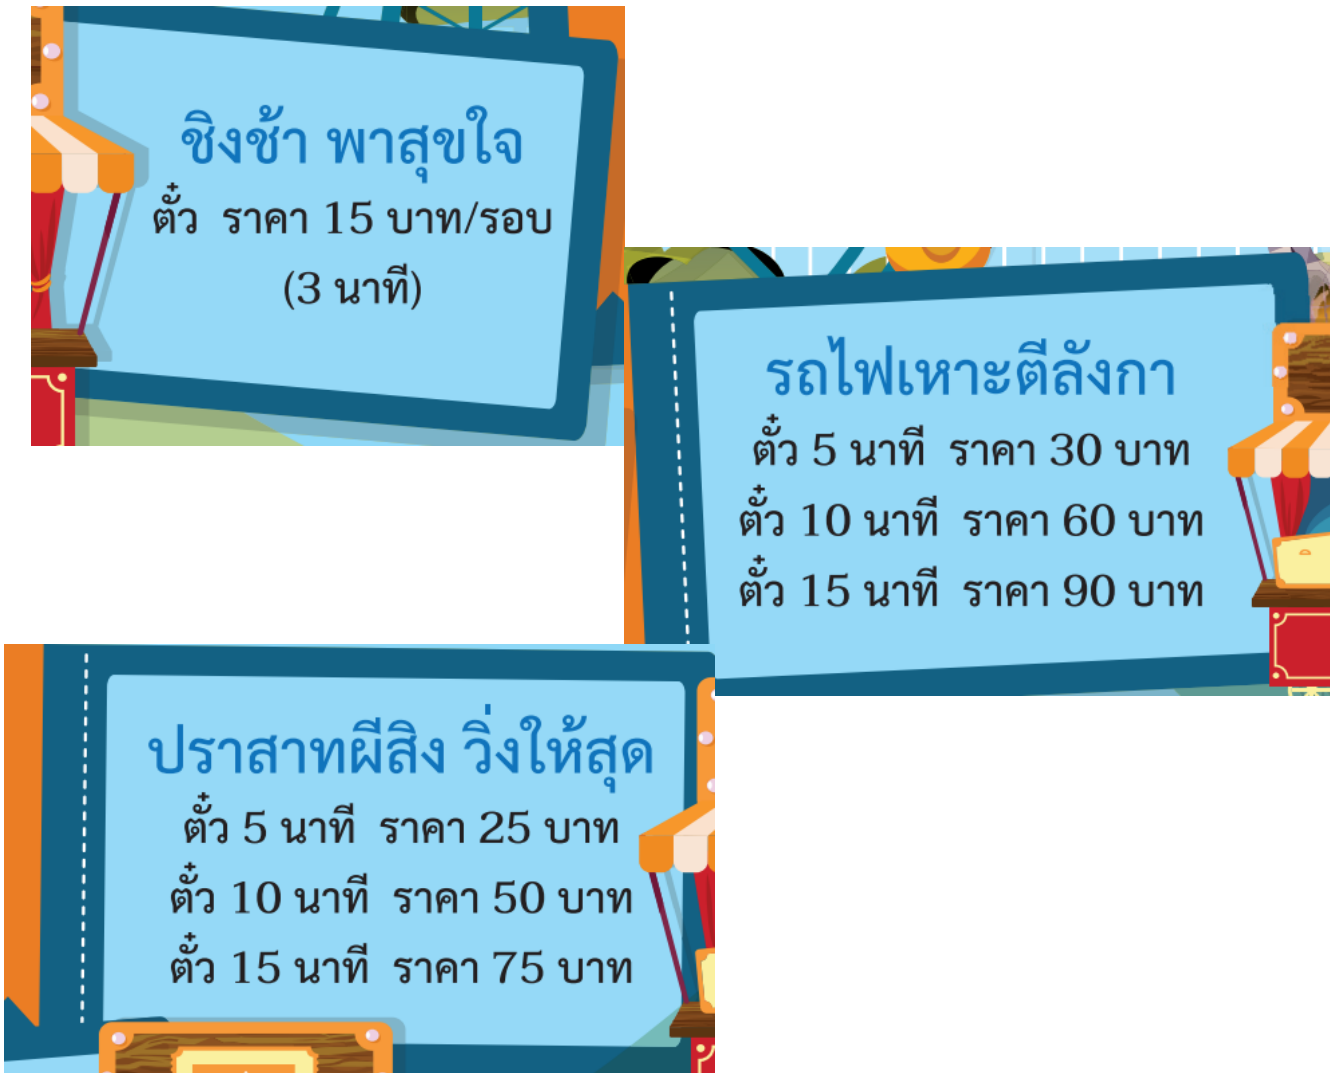 ชิงช้า พาสุขใจ
ตั๋ว ราคา 15 บาท/รอบ
(3 นาที)
รถไฟเหาะตีลังกา
ตั๋ว 5 นาที ราคา 30 บาท
ตั๋ว 10 นาที ราคา 60 บาท
ตั๋ว 15 นาที ราคา 90 บาท
ปราสาทผีสิง วิ่งให้สุด
ตั๋ว 5 นาที ราคา 25 บาท
ตั๋ว 10 นาที ราคา 50 บาท
ตั๋ว 15 นาที ราคา 75 บาท